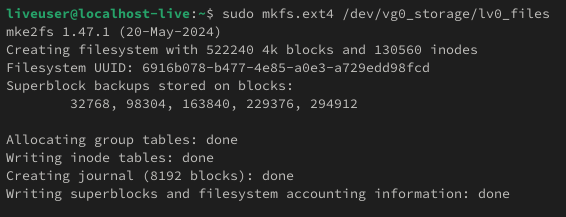 liveuser@localhost-live:~$ sudo mkfs.ext4 /dev/vg0_storage/lv0_files
mke2fs 1.47.1 (20-May-2024)
Creating filesystem with 522240 4k blocks and 130560 inodes
Filesystem UUID: 6916b078-b477-4e85-a0e3-a729edd98fcd
Superblock backups stored on blocks:
        32768, 98304, 163840, 229376, 294912

Allocating group tables: done
Writing inode tables: done
Creating journal (8192 blocks): done
Writing superblocks and filesystem accounting information: done